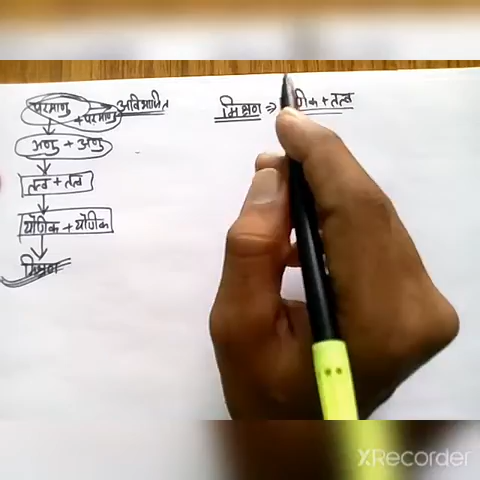 परमाणु + परमाणु अविभाजित
अणु + अणु
तत्व + तत्व
यौगिक + यौगिक
मिश्रण
मिश्रण ⇒ + तत्व
XRecorder